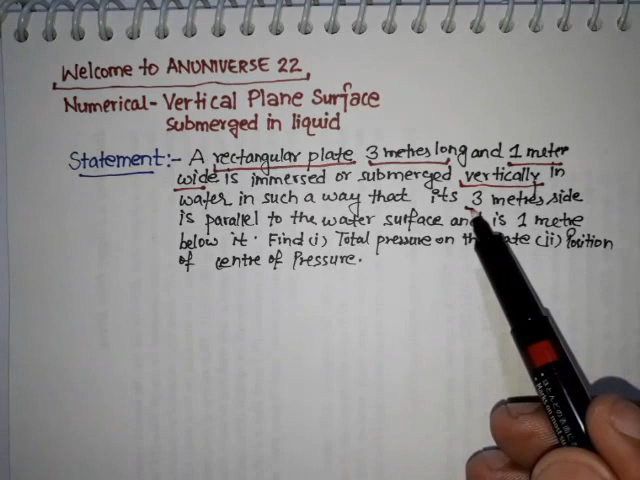 Welcome to ANUNIVERSE 22
Numerical- Vertical Plane Surface
Submerged in liquid
Statement:- A rectangular plate 3 metres long and 1 meter
wide is immersed or submerged vertically in
water in such a way that its 3 metres side
is parallel to the water surface and is 1 metre
below it. Find (i) Total pressure on the (ii) Position
of centre of Pressure.